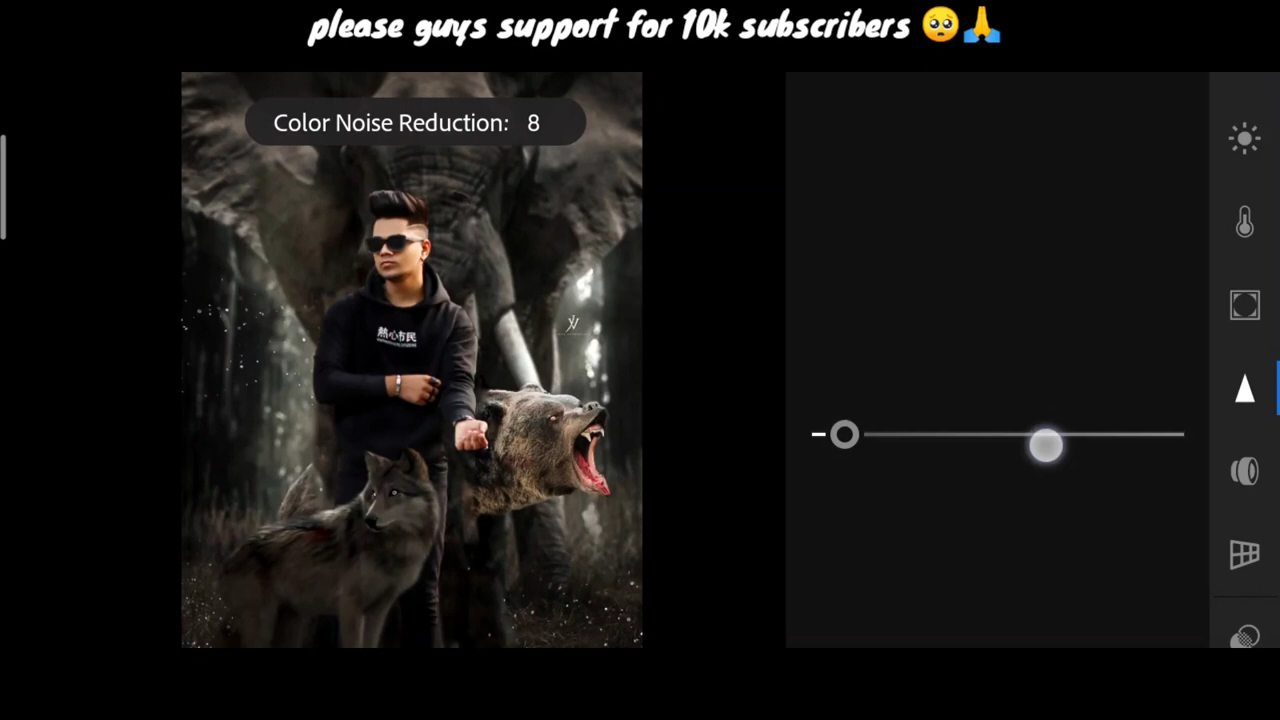 please guys support for 10k subscribers 🥺🙏
Color Noise Reduction: 8
熱心市民